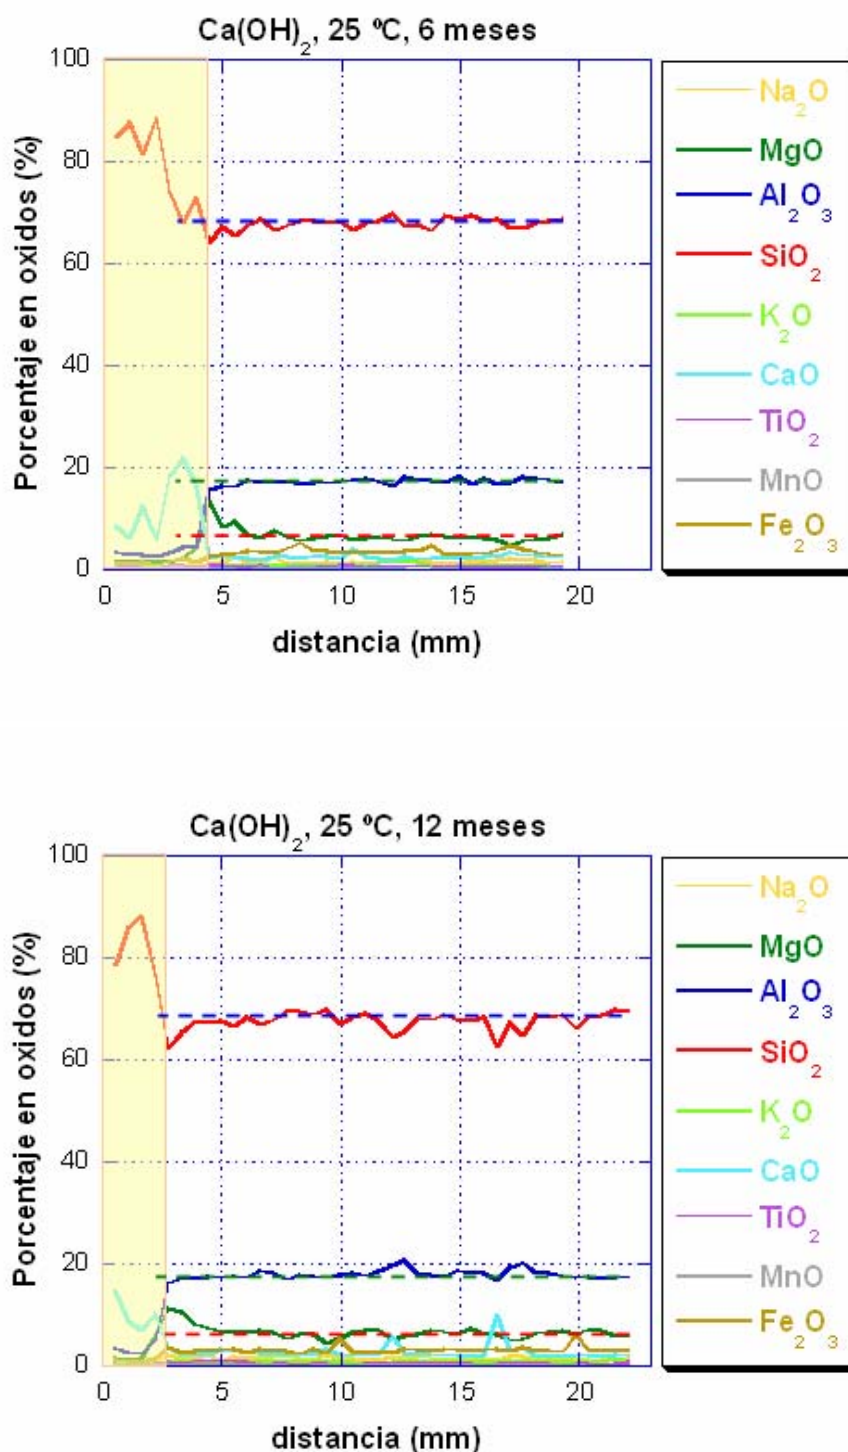 Ca(OH)₂, 25 ºC, 6 meses
Porcentaje en oxidos (%)
100
80
60
40
20
0
0 5 10 15 20
distancia (mm)
Na₂O
MgO
Al₂O₃
SiO₂
K₂O
CaO
TiO₂
MnO
Fe₂O₃
Ca(OH)₂, 25 ºC, 12 meses
Porcentaje en oxidos (%)
100
80
60
40
20
0
0 5 10 15 20
distancia (mm)
Na₂O
MgO
Al₂O₃
SiO₂
K₂O
CaO
TiO₂
MnO
Fe₂O₃